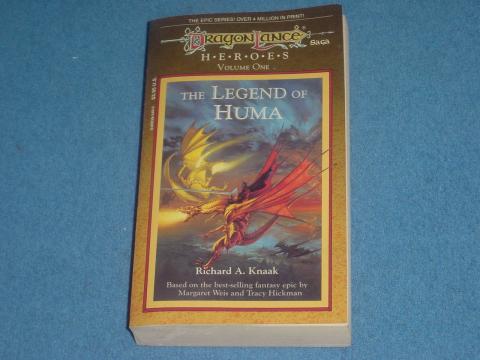 THE EPIC SERIES! OVER 4 MILLION IN PRINT!
DRAGONLANCE
SAGA
H•E•R•O•E•S
VOLUME ONE
THE LEGEND OF
HUMA
Richard A. Knaak
Based on the best-selling fantasy epic by
Margaret Weis and Tracy Hickman